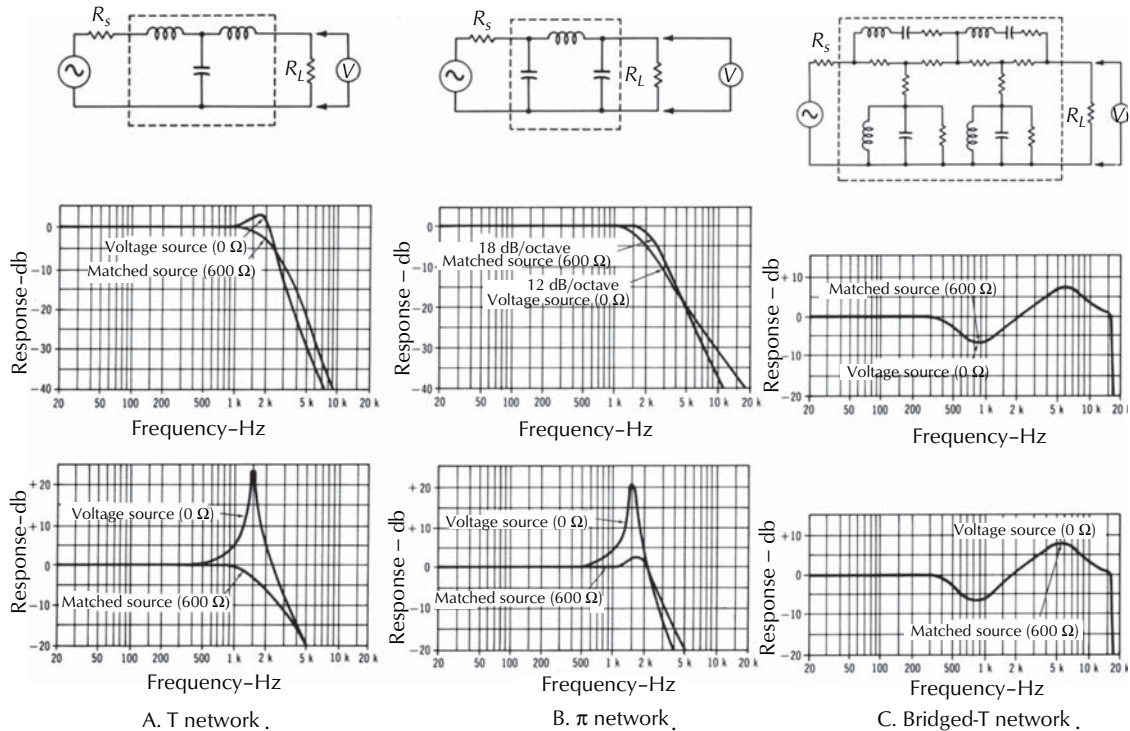 R_s
R_L
V
R_s
R_L
V
R_s
R_L
V
Response–db
0
–10
–20
–30
–40
Voltage source (0 Ω)
Matched source (600 Ω)
20 50 100 200 500 1 k 2 k 5 k 10 k 20 k
Frequency–Hz
Response – db
0
–10
–20
–30
–40
18 dB/octave
Matched source (600 Ω)
12 dB/octave
Voltage source (0 Ω)
20 50 100 200 500 1 k 2 k 5 k 10 k 20 k
Frequency–Hz
Response – db
+10
0
–10
–20
Matched source (600 Ω)
Voltage source (0 Ω)
20 50 100 200 500 1 k 2 k 5 k 10 k 20 k
Frequency–Hz
Response–db
+20
+10
0
–10
–20
Voltage source (0 Ω)
Matched source (600 Ω)
20 50 100 200 500 1 k 2 k 5 k 10 k 20 k
Frequency–Hz
A. T network.
Response – db
+20
+10
0
–10
–20
Voltage source (0 Ω)
Matched source (600 Ω)
20 50 100 200 500 1 k 2 k 5 k 10 k 20 k
Frequency–Hz
B. π network.
Response – db
+10
0
–10
–20
Voltage source (0 Ω)
Matched source (600 Ω)
20 50 100 200 500 1 k 2 k 5 k 10 k 20 k
Frequency–Hz
C. Bridged-T network.